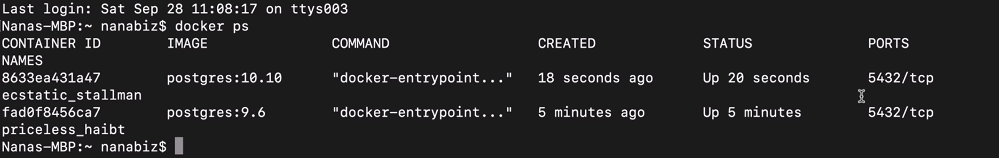 Last login: Sat Sep 28 11:08:17 on ttys003
Nanas-MBP:~ nanabiz$ docker ps
CONTAINER ID        IMAGE               COMMAND                  CREATED             STATUS              PORTS
NAMES
8633ea431a47        postgres:10.10      "docker-entrypoint..."   18 seconds ago      Up 20 seconds       5432/tcp
ecstatic_stallman
fad0f8456ca7        postgres:9.6        "docker-entrypoint..."   5 minutes ago       Up 5 minutes        5432/tcp
priceless_haibt
Nanas-MBP:~ nanabiz$